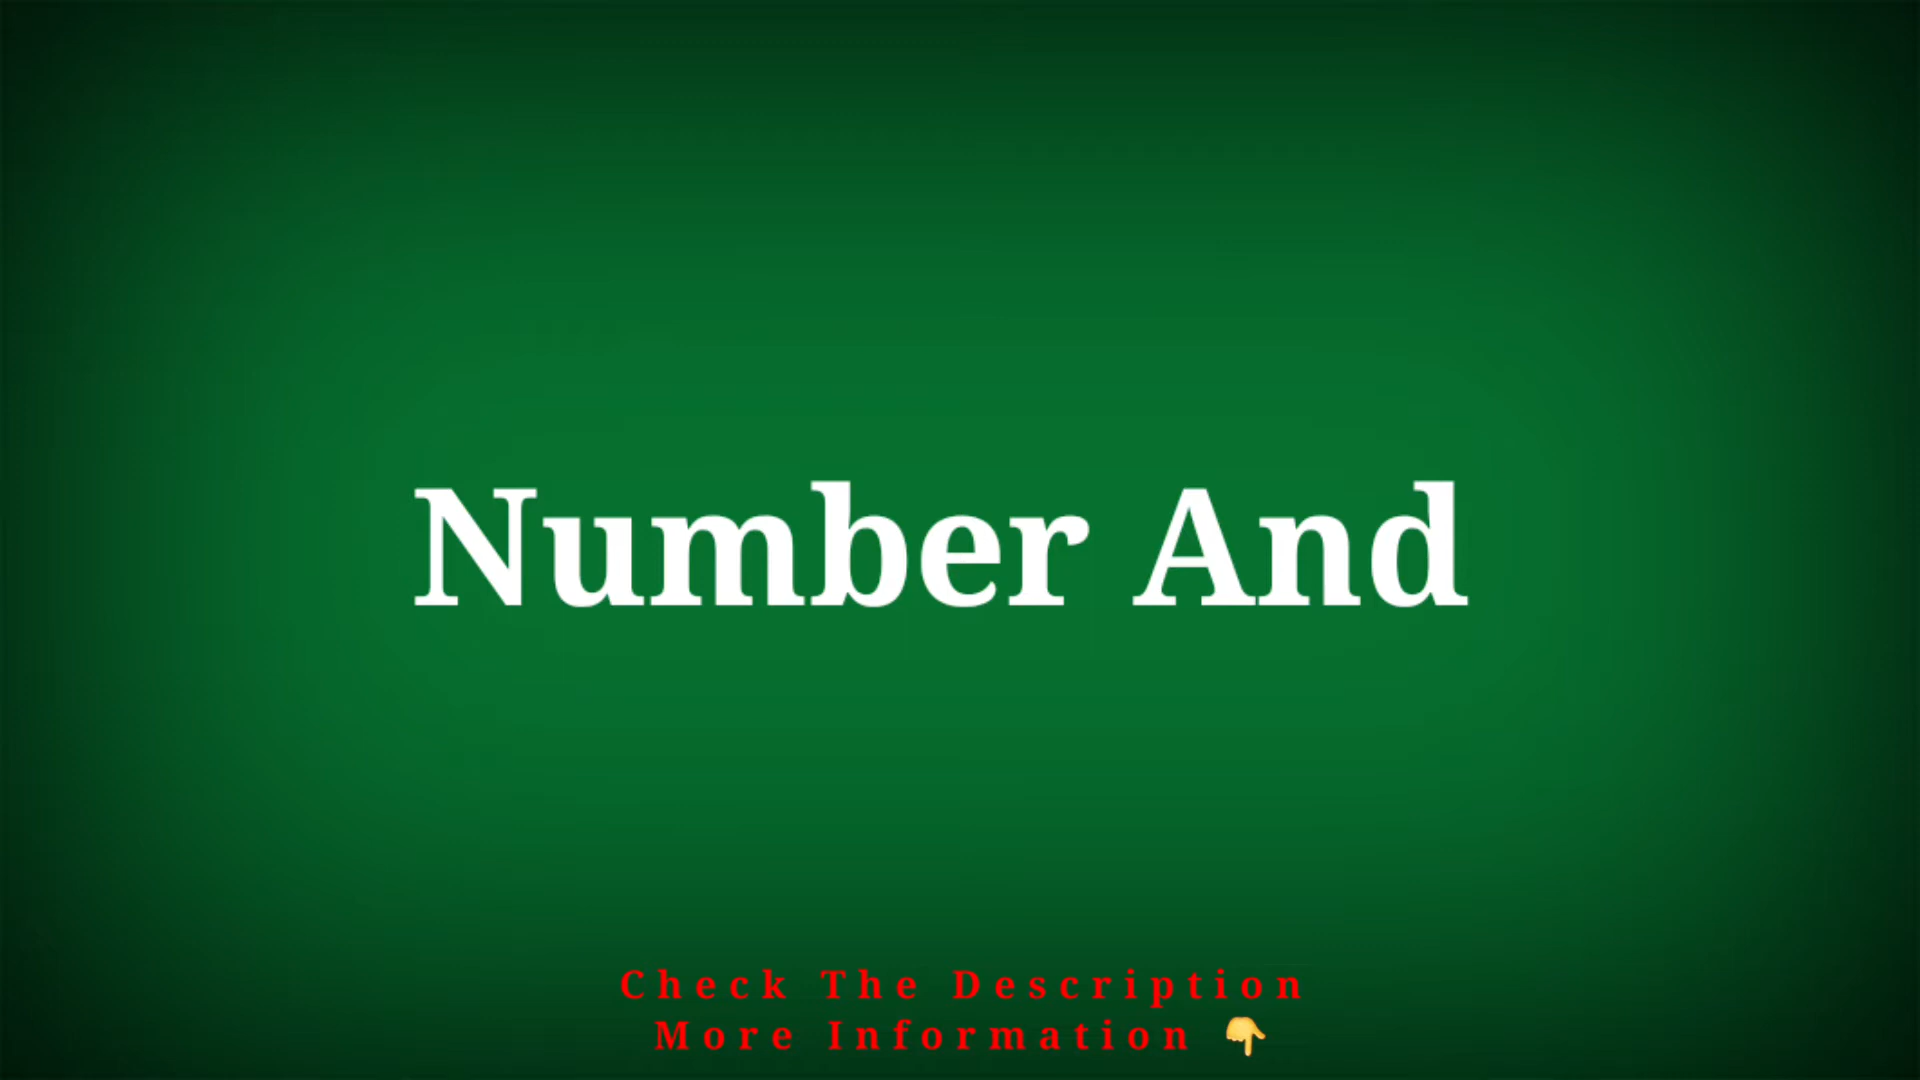 Number And
Check The Description
More Information 👇